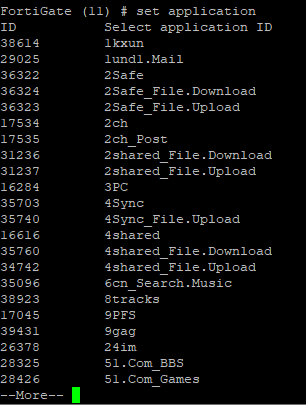 FortiGate (11) # set application
ID Select application ID
38614 1kxun
29025 1und1.Mail
36322 2Safe
36324 2Safe_File.Download
36323 2Safe_File.Upload
17534 2ch
17535 2ch_Post
31236 2shared_File.Download
31237 2shared_File.Upload
16284 3PC
35703 4Sync
35740 4Sync_File.Upload
16616 4shared
35760 4shared_File.Download
34742 4shared_File.Upload
35096 6cn_Search.Music
38923 8tracks
17045 9PFS
39431 9gag
26378 24im
28325 51.Com_BBS
28426 51.Com_Games
--More--